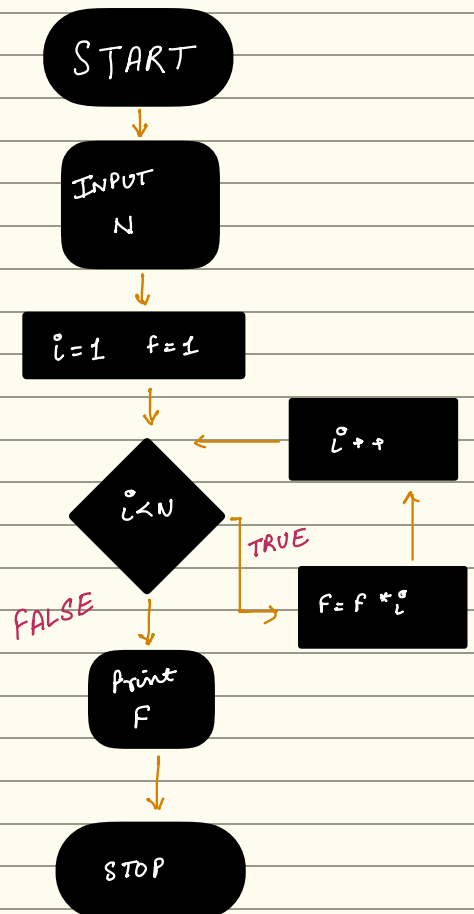 START
INPUT
N
i=1 f=1
i++
i<N
TRUE
F=F*i
FALSE
Print
F
STOP